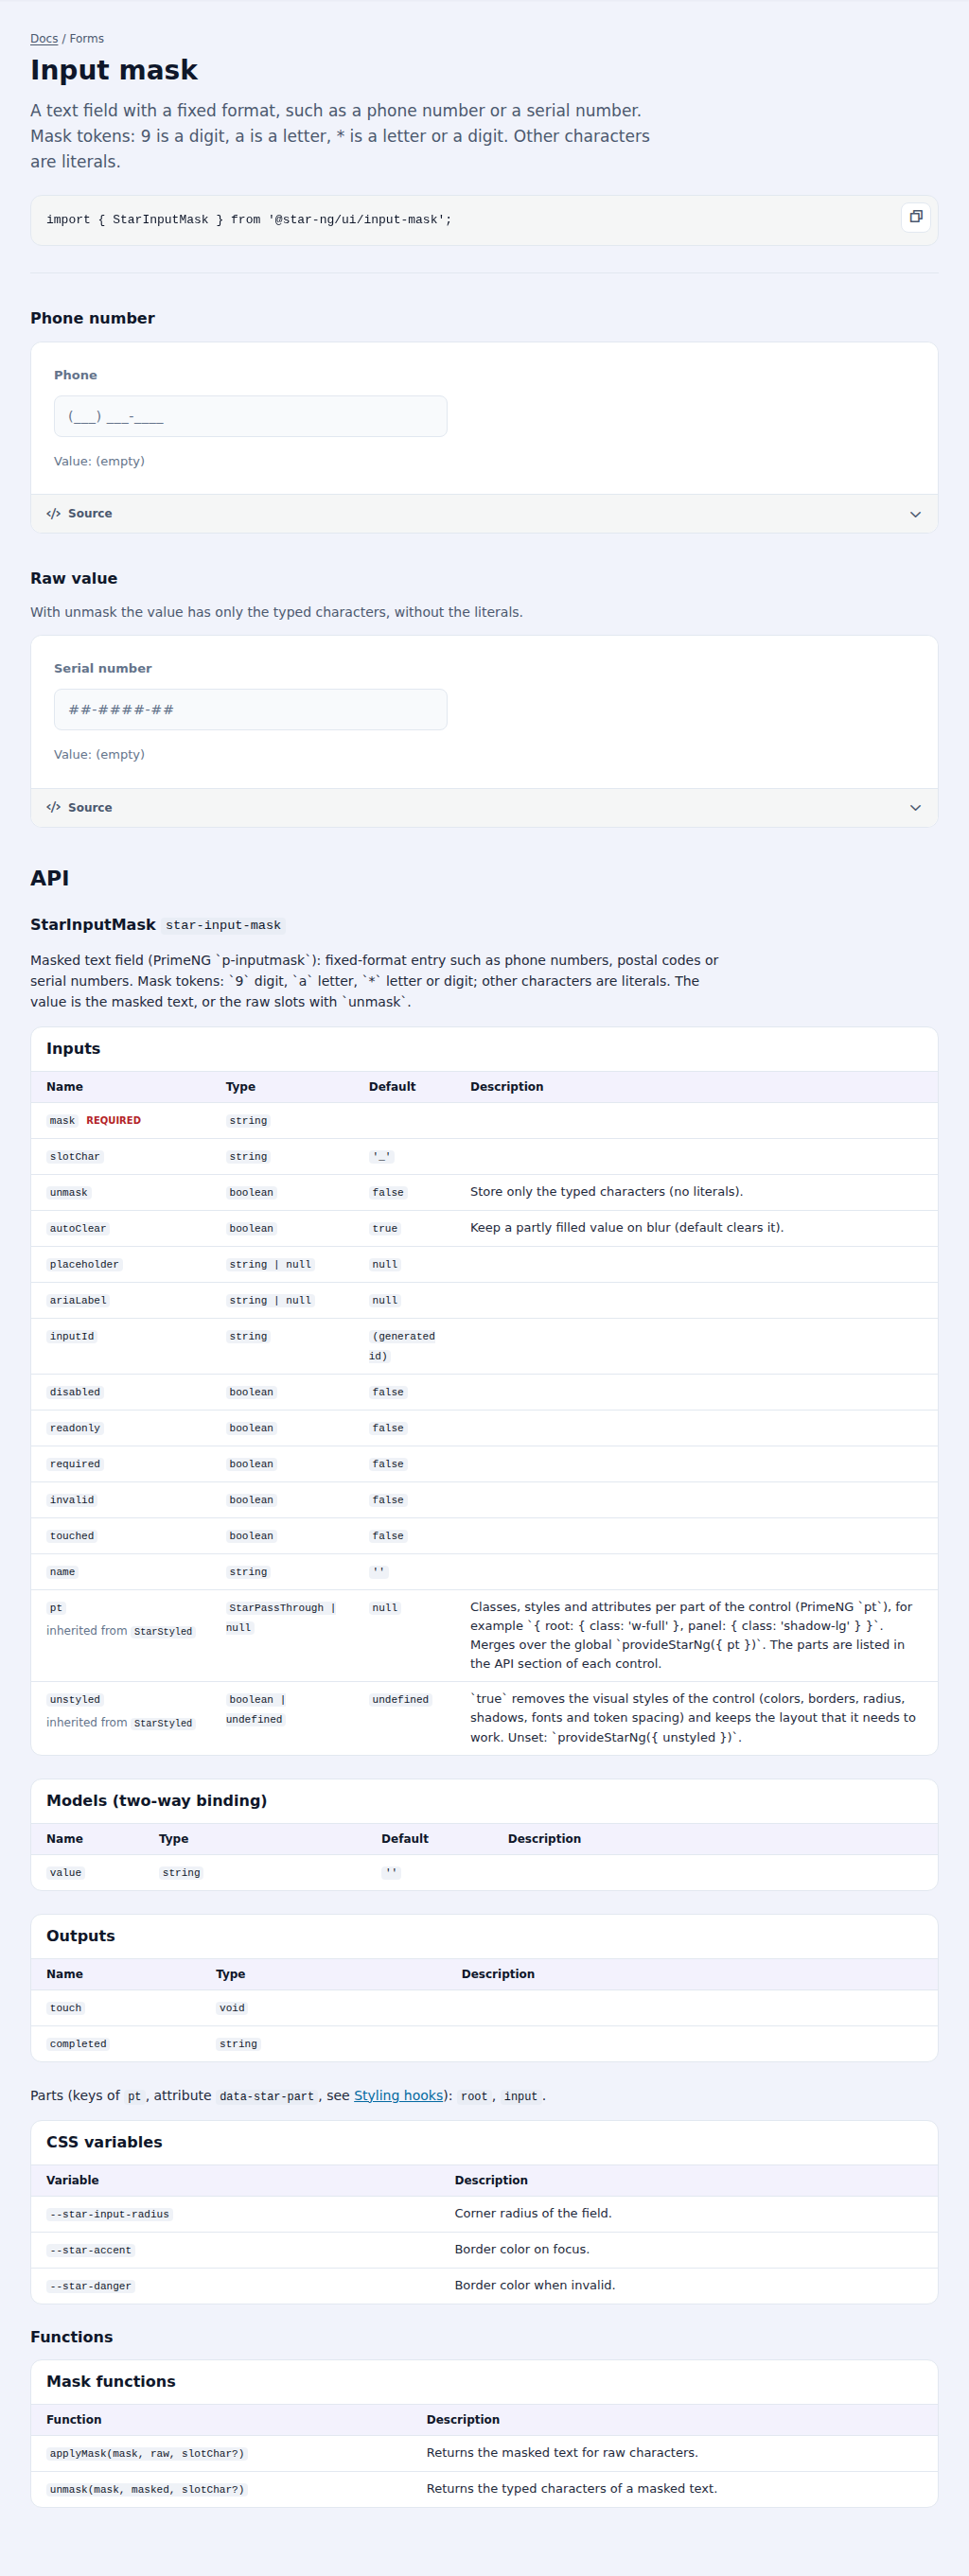 Docs / Forms
Input mask
A text field with a fixed format, such as a phone number or a serial number.
Mask tokens: 9 is a digit, a is a letter, * is a letter or a digit. Other characters
are literals.
import { StarInputMask } from '@star-ng/ui/input-mask';
Phone number
Phone
(___) ___-____
Value: (empty)
Source
Raw value
With unmask the value has only the typed characters, without the literals.
Serial number
##-####-##
Value: (empty)
Source
API
StarInputMask star-input-mask
Masked text field (PrimeNG `p-inputmask`): fixed-format entry such as phone numbers, postal codes or
serial numbers. Mask tokens: `9` digit, `a` letter, `*` letter or digit; other characters are literals. The
value is the masked text, or the raw slots with `unmask`.
Inputs
Name Type Default Description
mask REQUIRED string
slotChar string '_'
unmask boolean false Store only the typed characters (no literals).
autoClear boolean true Keep a partly filled value on blur (default clears it).
placeholder string | null null
ariaLabel string | null null
inputId string (generated
id)
disabled boolean false
readonly boolean false
required boolean false
invalid boolean false
touched boolean false
name string ''
pt StarPassThrough | null Classes, styles and attributes per part of the control (PrimeNG `pt`), for
inherited from StarStyled null example `{ root: { class: 'w-full' }, panel: { class: 'shadow-lg' } }`.
Merges over the global `provideStarNg({ pt })`. The parts are listed in
the API section of each control.
unstyled boolean | undefined `true` removes the visual styles of the control (colors, borders, radius,
inherited from StarStyled undefined shadows, fonts and token spacing) and keeps the layout that it needs to
work. Unset: `provideStarNg({ unstyled })`.
Models (two-way binding)
Name Type Default Description
value string ''
Outputs
Name Type Description
touch void
completed string
Parts (keys of pt, attribute data-star-part, see Styling hooks): root, input.
CSS variables
Variable Description
--star-input-radius Corner radius of the field.
--star-accent Border color on focus.
--star-danger Border color when invalid.
Functions
Mask functions
Function Description
applyMask(mask, raw, slotChar?) Returns the masked text for raw characters.
unmask(mask, masked, slotChar?) Returns the typed characters of a masked text.